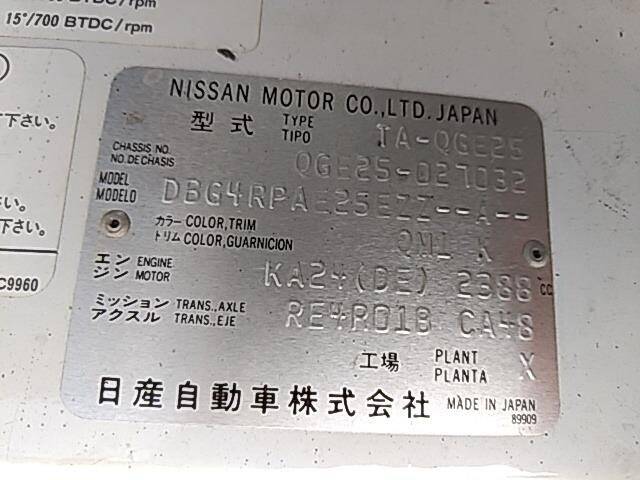 15°/700 BTDC/rpm
下さい。
下さい。
C9960
NISSAN MOTOR CO.,LTD. JAPAN
型式 TYPE TIPO TA-QGE25
CHASSIS NO. NO.DE CHASIS QGE25-027032
MODEL MODELO DBG4RPAE25EZZ--A--
カラー COLOR,TRIM
トリム COLOR,GUARNICION QM1 K
エンジン ENGINE MOTOR KA24(DE) 2388 CC
ミッション TRANS.,AXLE
アクスル TRANS.,EJE RE4R01B CA48
工場 PLANT PLANTA X
日産自動車株式会社 MADE IN JAPAN
89909